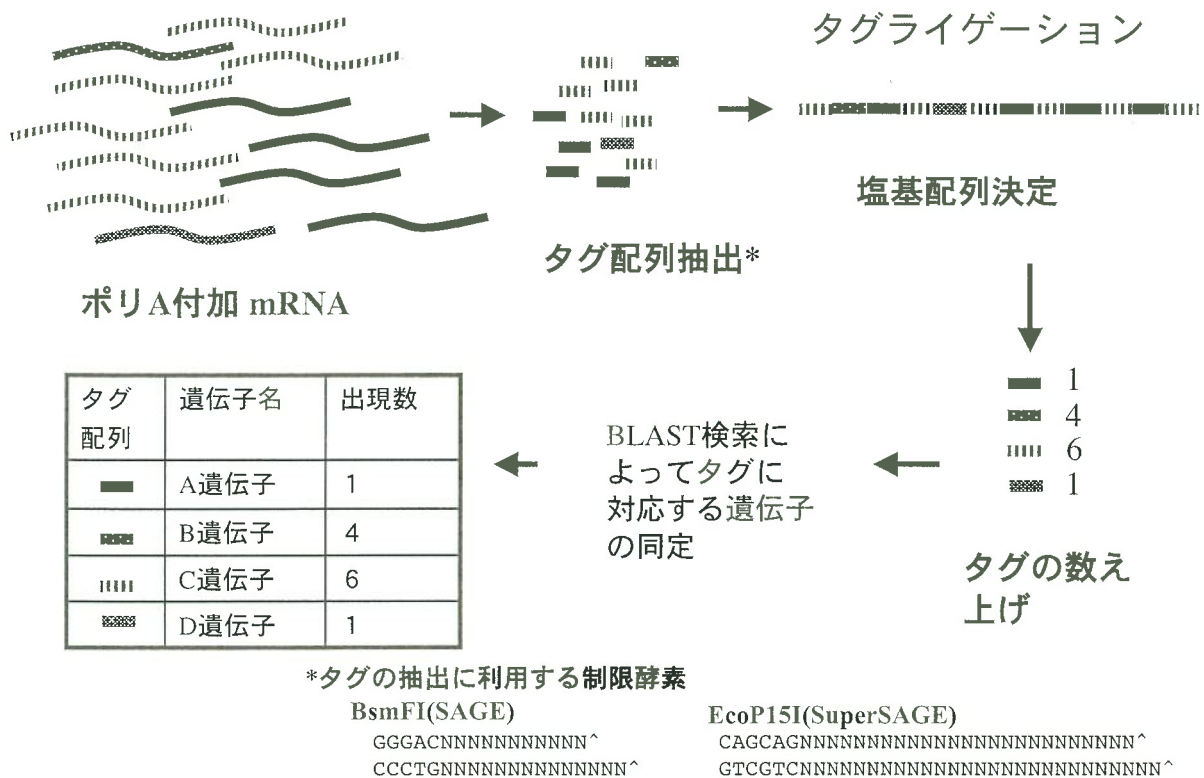 タグライゲーション
塩基配列決定
タグ配列抽出*
ポリA付加 mRNA
1
4
6
1
タグの数え
上げ
BLAST検索に
よってタグに
対応する遺伝子
の同定
タグ
配列
遺伝子名
出現数
A遺伝子
1
B遺伝子
4
C遺伝子
6
D遺伝子
1
*タグの抽出に利用する制限酵素
BsmFI(SAGE)
GGGACNNNNNNNNNNN^
CCCTGNNNNNNNNNNNNNNN^
EcoP15I(SuperSAGE)
CAGCAGNNNNNNNNNNNNNNNNNNNNNNNNN^
GTCGTCNNNNNNNNNNNNNNNNNNNNNNNNNNN^